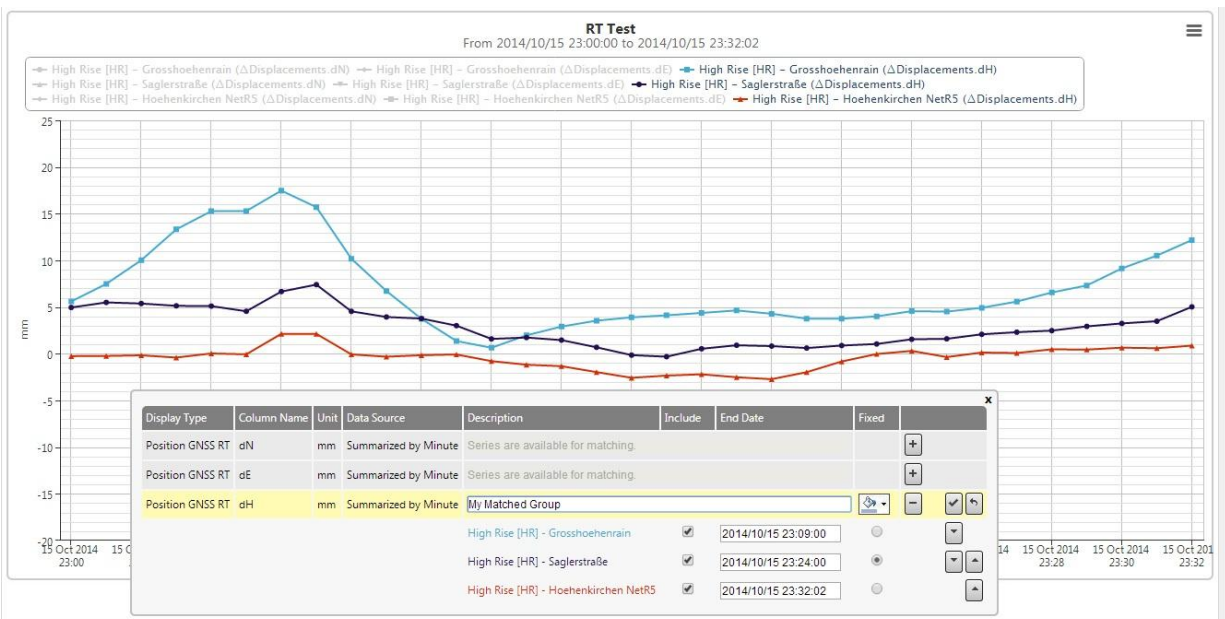 RT Test
From 2014/10/15 23:00:00 to 2014/10/15 23:32:02
High Rise [HR] - Grosshoehenrain (ΔDisplacements.dN) High Rise [HR] - Grosshoehenrain (ΔDisplacements.dE) High Rise [HR] - Grosshoehenrain (ΔDisplacements.dH)
High Rise [HR] - Saglerstraße (ΔDisplacements.dN) High Rise [HR] - Saglerstraße (ΔDisplacements.dE) High Rise [HR] - Saglerstraße (ΔDisplacements.dH)
High Rise [HR] - Hoehenkirchen NetR5 (ΔDisplacements.dN) High Rise [HR] - Hoehenkirchen NetR5 (ΔDisplacements.dE) High Rise [HR] - Hoehenkirchen NetR5 (ΔDisplacements.dH)
25
20
15
10
5
0
-5
-10
-15
-20
mm
x
Display Type Column Name Unit Data Source Description Include End Date Fixed
Position GNSS RT dN mm Summarized by Minute Series are available for matching. +
Position GNSS RT dE mm Summarized by Minute Series are available for matching. +
Position GNSS RT dH mm Summarized by Minute My Matched Group -
High Rise [HR] - Grosshoehenrain 2014/10/15 23:09:00
High Rise [HR] - Saglerstraße 2014/10/15 23:24:00
High Rise [HR] - Hoehenkirchen NetR5 2014/10/15 23:32:02
15 Oct 2014 15 14 15 Oct 2014 15 Oct 2014 15 Oct 201
23:00 23:28 23:30 23:32